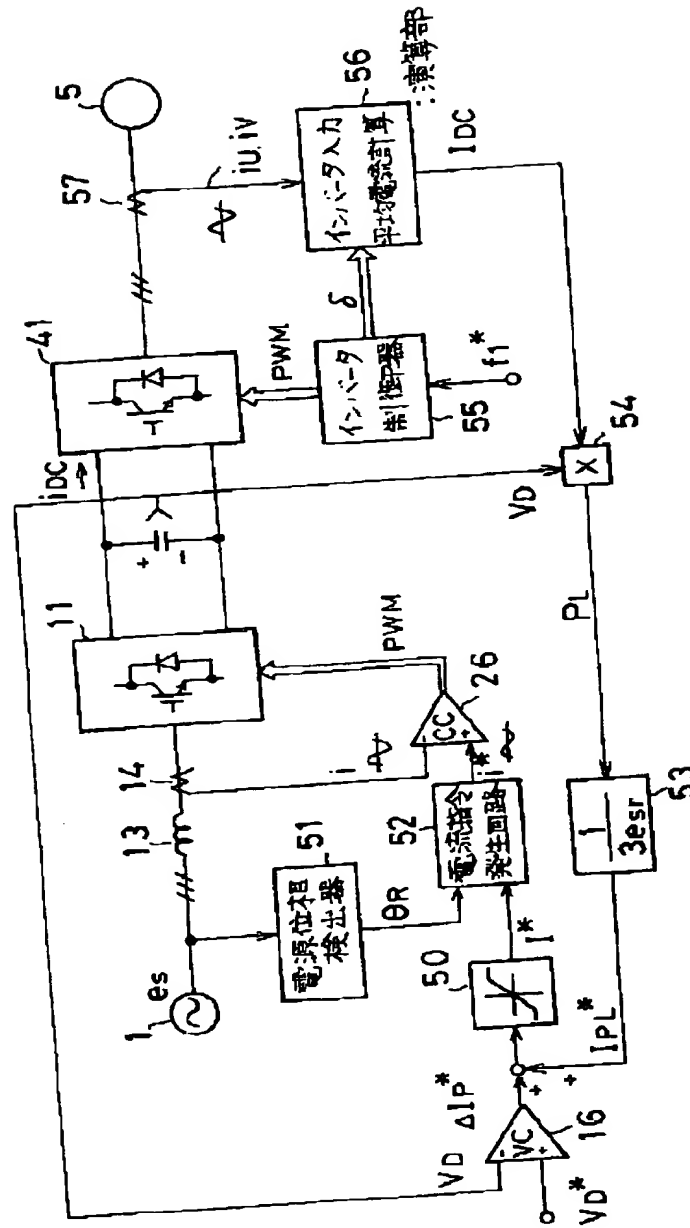 1
es
13
14
11
iDC
41
57
5
iU.iV
56
インバータ入力
平均電流計算
:演算部
IDC
δ
PWM
インバータ
制御器
55
f1*
VD
X
54
PL
1
3esr
53
IPL*
51
電源位相
検出器
θR
i
PWM
CC
-
+
26
i*
52
電流指令
発生回路
50
I*
VD
ΔIP*
-
VC
+
16
VD*
+
+
+
-